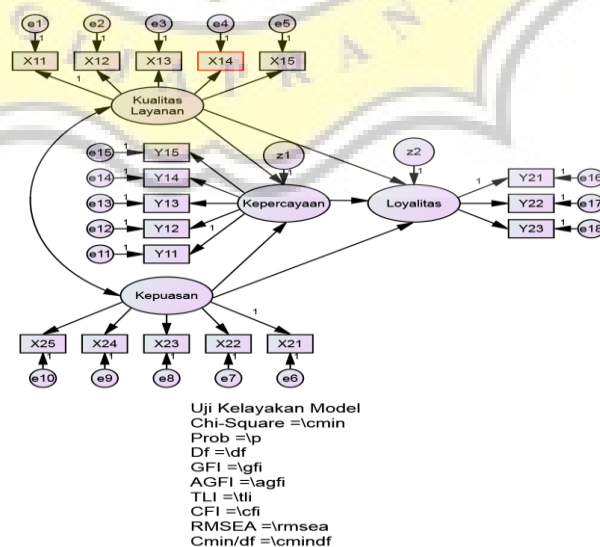 e1 e2 e3 e4 e5
1 1 1 1 1
X11 X12 X13 X14 X15
1
Kualitas
Layanan
e15 1 Y15
e14 1 Y14
e13 1 Y13
e12 1 Y12
e11 1 Y11
1
z1
1
z2
1
Kepercayaan
Loyalitas
1
Y21 1 e16
Y22 1 e17
Y23 1 e18
Kepuasan
1
X25 X24 X23 X22 X21
1 1 1 1 1
e10 e9 e8 e7 e6
Uji Kelayakan Model
Chi-Square =\cmin
Prob =\p
Df =\df
GFI =\gfi
AGFI =\agfi
TLI =\tli
CFI =\cfi
RMSEA =\rmsea
Cmin/df =\cmindf